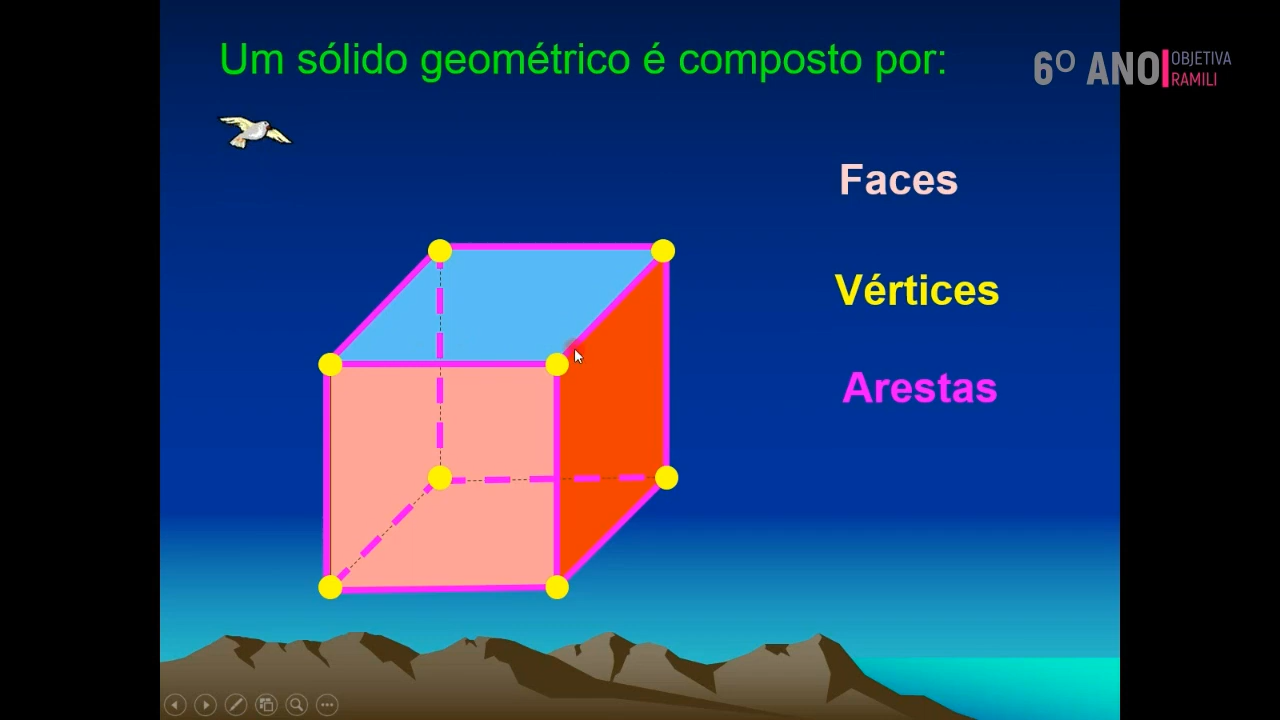 Um sólido geométrico é composto por:
6º ANO
OBJETIVA
RAMILI
Faces
Vértices
Arestas